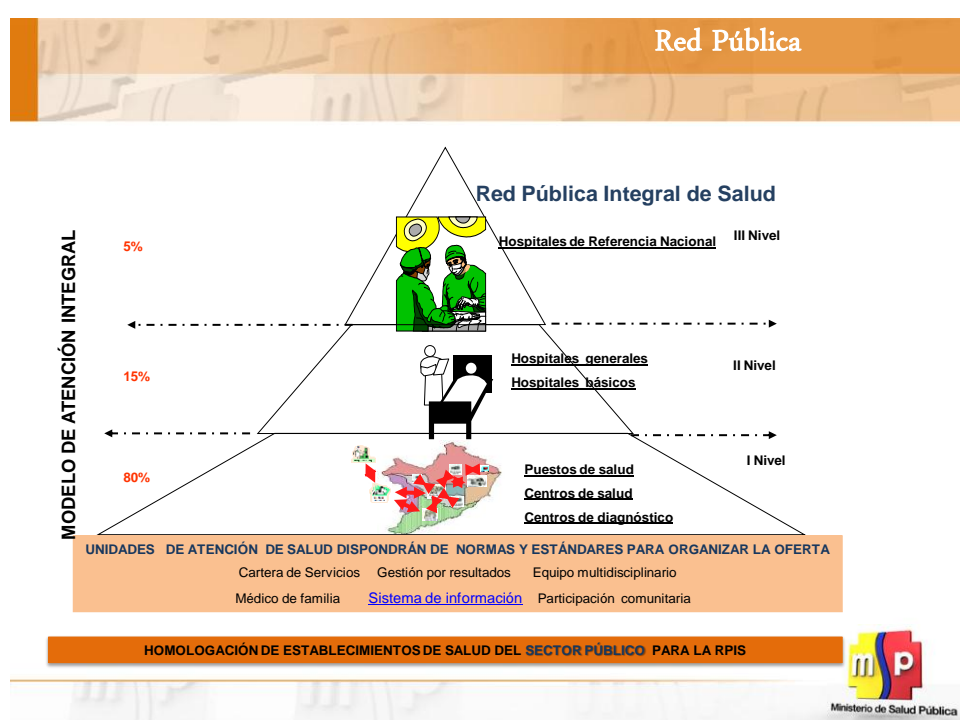 Red Pública
Red Pública Integral de Salud
MODELO DE ATENCIÓN INTEGRAL
5%
Hospitales de Referencia Nacional
III Nivel
15%
Hospitales generales
Hospitales básicos
II Nivel
80%
Puestos de salud
Centros de salud
Centros de diagnóstico
I Nivel
UNIDADES DE ATENCIÓN DE SALUD DISPONDRÁN DE NORMAS Y ESTÁNDARES PARA ORGANIZAR LA OFERTA
Cartera de Servicios Gestión por resultados Equipo multidisciplinario
Médico de familia Sistema de información Participación comunitaria
HOMOLOGACIÓN DE ESTABLECIMIENTOS DE SALUD DEL SECTOR PÚBLICO PARA LA RPIS
m s p
Ministerio de Salud Pública